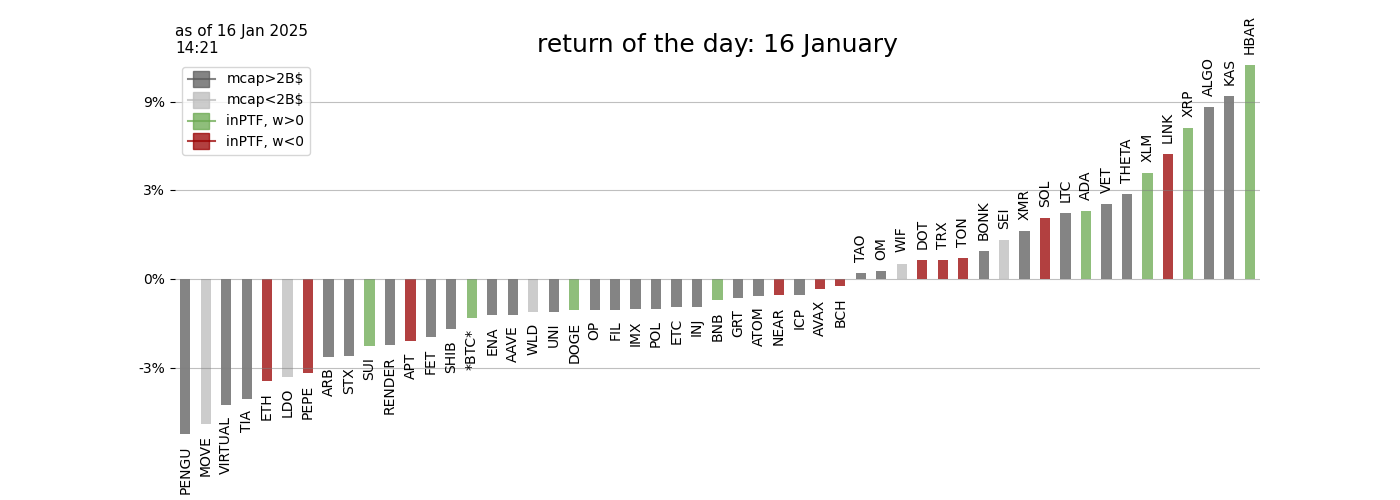 as of 16 Jan 2025
14:21
return of the day: 16 January
mcap>2B$
mcap<2B$
inPTF, w>0
inPTF, w<0
9%
3%
0%
-3%
PENGU
MOVE
VIRTUAL
TIA
ETH
LDO
PEPE
ARB
STX
SUI
RENDER
APT
FET
SHIB
*BTC*
ENA
AAVE
WLD
UNI
DOGE
OP
FIL
IMX
POL
ETC
INJ
BNB
GRT
ATOM
NEAR
ICP
AVAX
BCH
TAO
OM
WIF
DOT
TRX
TON
BONK
SEI
XMR
SOL
LTC
ADA
VET
THETA
XLM
LINK
XRP
ALGO
KAS
HBAR